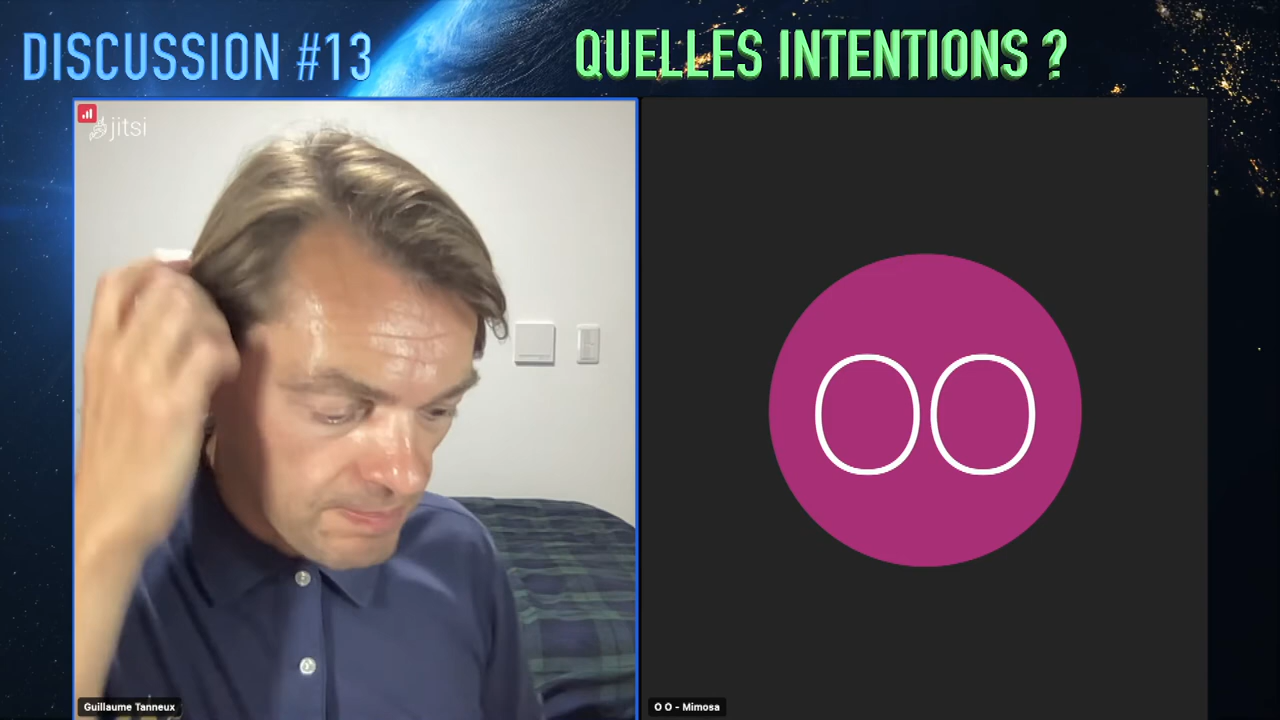 DISCUSSION #13
QUELLES INTENTIONS ?
jitsi
OO
Guillaume Tanneux
O O - Mimosa